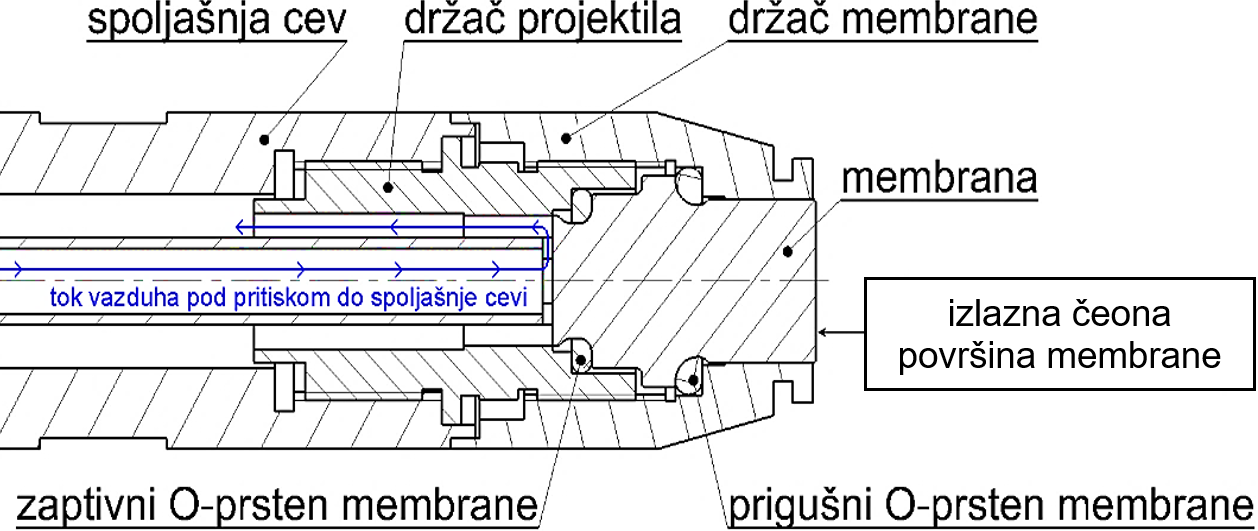 spoljašnja cev
držač projektila
držač membrane
membrana
tok vazduha pod pritiskom do spoljašnje cevi
izlazna čeona
površina membrane
zaptivni O-prsten membrane
prigušni O-prsten membrane